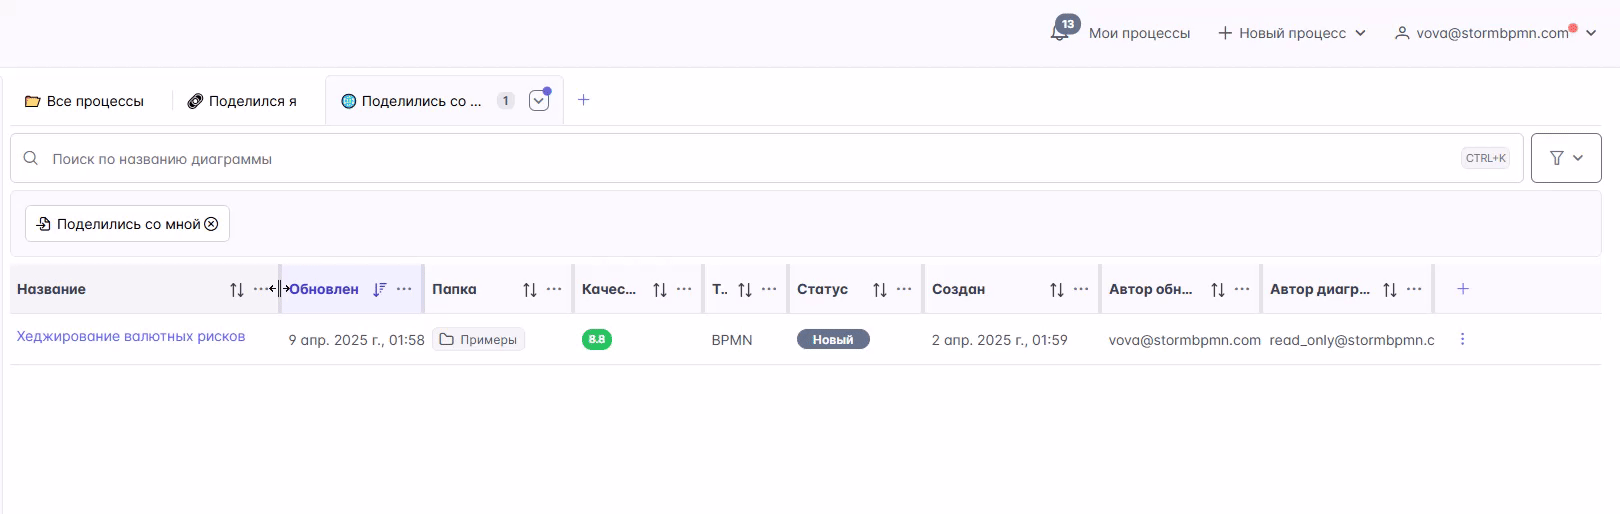 13
Мои процессы
Новый процесс
vova@stormbpmn.com
Все процессы
Поделился я
Поделились со ...
1
Поиск по названию диаграммы
CTRL+K
Поделились со мной
Название Обновлен Папка Качес... Т.. Статус Создан Автор обн... Автор диагр...
Хеджирование валютных рисков 9 апр. 2025 г., 01:58 Примеры 8.8 BPMN Новый 2 апр. 2025 г., 01:59 vova@stormbpmn.com read_only@stormbpmn.c